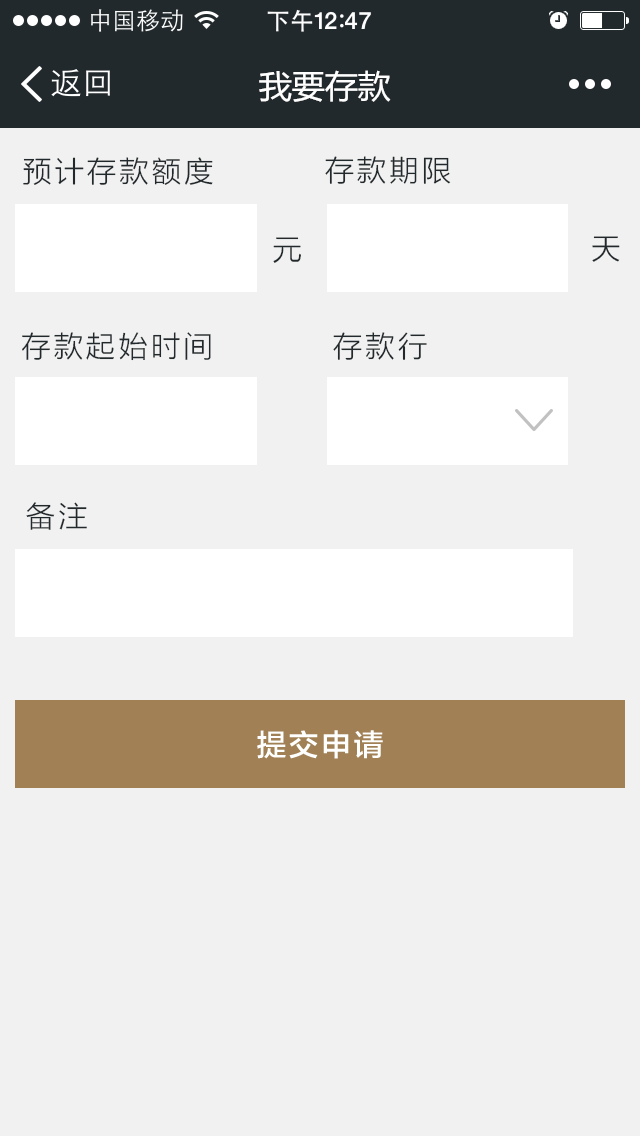 中国移动 下午12:47
返回 我要存款
预计存款额度 存款期限
元 天
存款起始时间 存款行
备注
提交申请